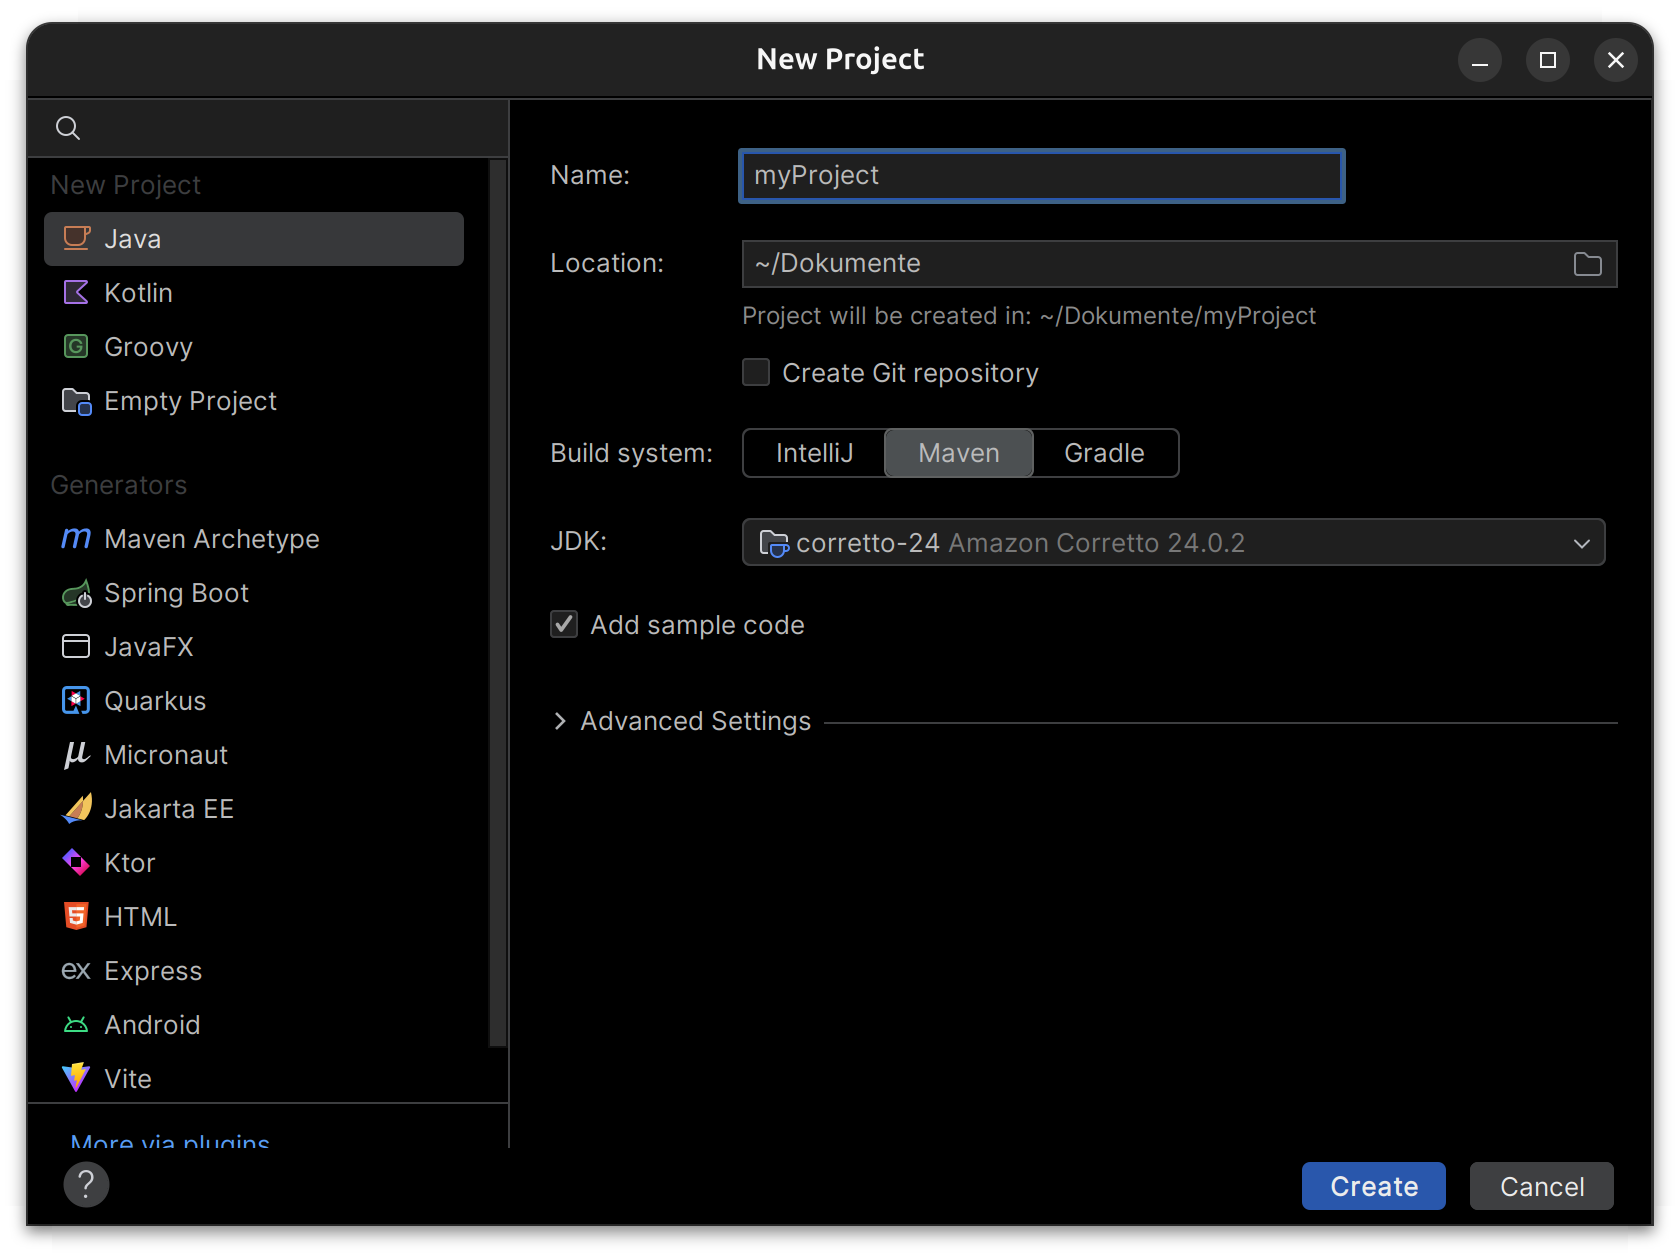 New Project
New Project
Java
Kotlin
G Groovy
Empty Project
Generators
m Maven Archetype
Spring Boot
JavaFX
Quarkus
μ Micronaut
Jakarta EE
Ktor
5 HTML
ex Express
Android
Vite
More via plugins
?
Name: myProject
Location: ~/Dokumente
Project will be created in: ~/Dokumente/myProject
Create Git repository
Build system: IntelliJ Maven Gradle
JDK: corretto-24 Amazon Corretto 24.0.2
Add sample code
Advanced Settings
Create Cancel